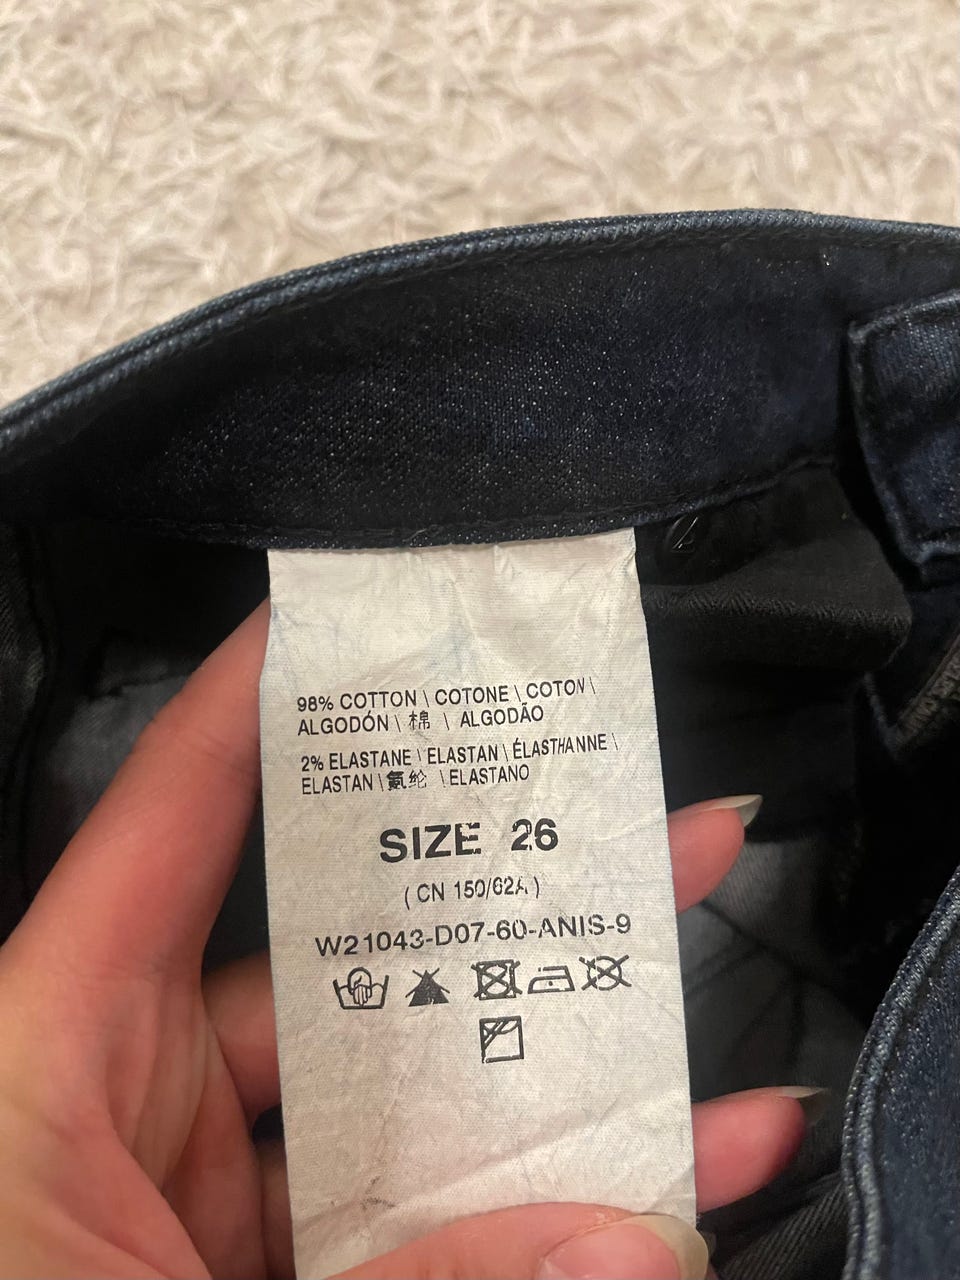 98% COTTON \ COTONE \ COTON \
ALGODÓN \ 棉 \ ALGODÃO
2% ELASTANE \ ELASTAN \ ÉLASTHANNE \
ELASTAN \ 氨纶 \ ELASTANO
SIZE 26
( CN 150/62A )
W21043-D07-60-ANIS-9